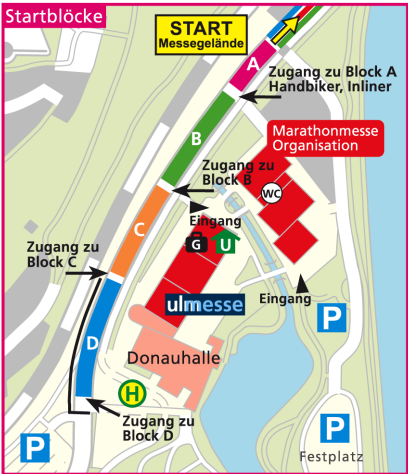 Startblöcke
START
Messegelände
A
Zugang zu Block A
Handbiker, Inliner
B
Marathonmesse
Organisation
Zugang zu
Block B
WC
Eingang
C
G
U
Zugang zu
Block C
Eingang
ulmmesse
P
D
Donauhalle
H
Zugang zu
Block D
P
P
Festplatz